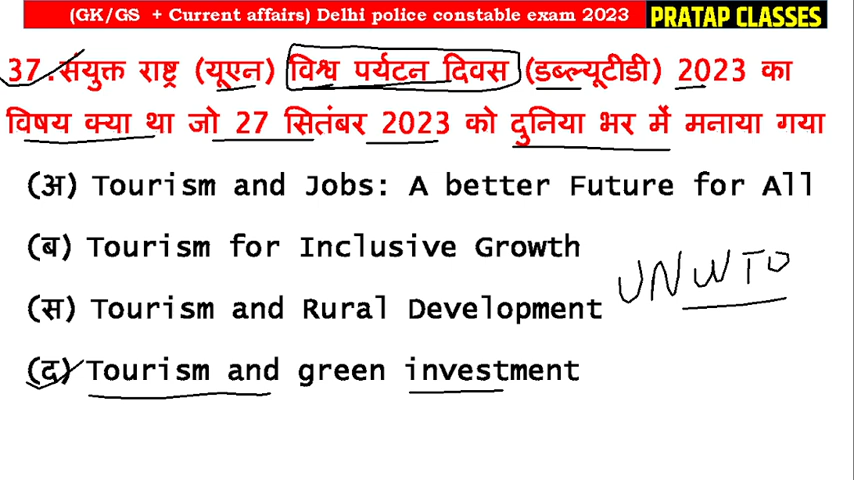 (GK/GS + Current affairs) Delhi police constable exam 2023
PRATAP CLASSES
37.संयुक्त राष्ट्र (यूएन) विश्व पर्यटन दिवस (डब्ल्यूटीडी) 2023 का
विषय क्या था जो 27 सितंबर 2023 को दुनिया भर में मनाया गया
(अ) Tourism and Jobs: A better Future for All
(ब) Tourism for Inclusive Growth
UNWTO
(स) Tourism and Rural Development
(द) Tourism and green investment